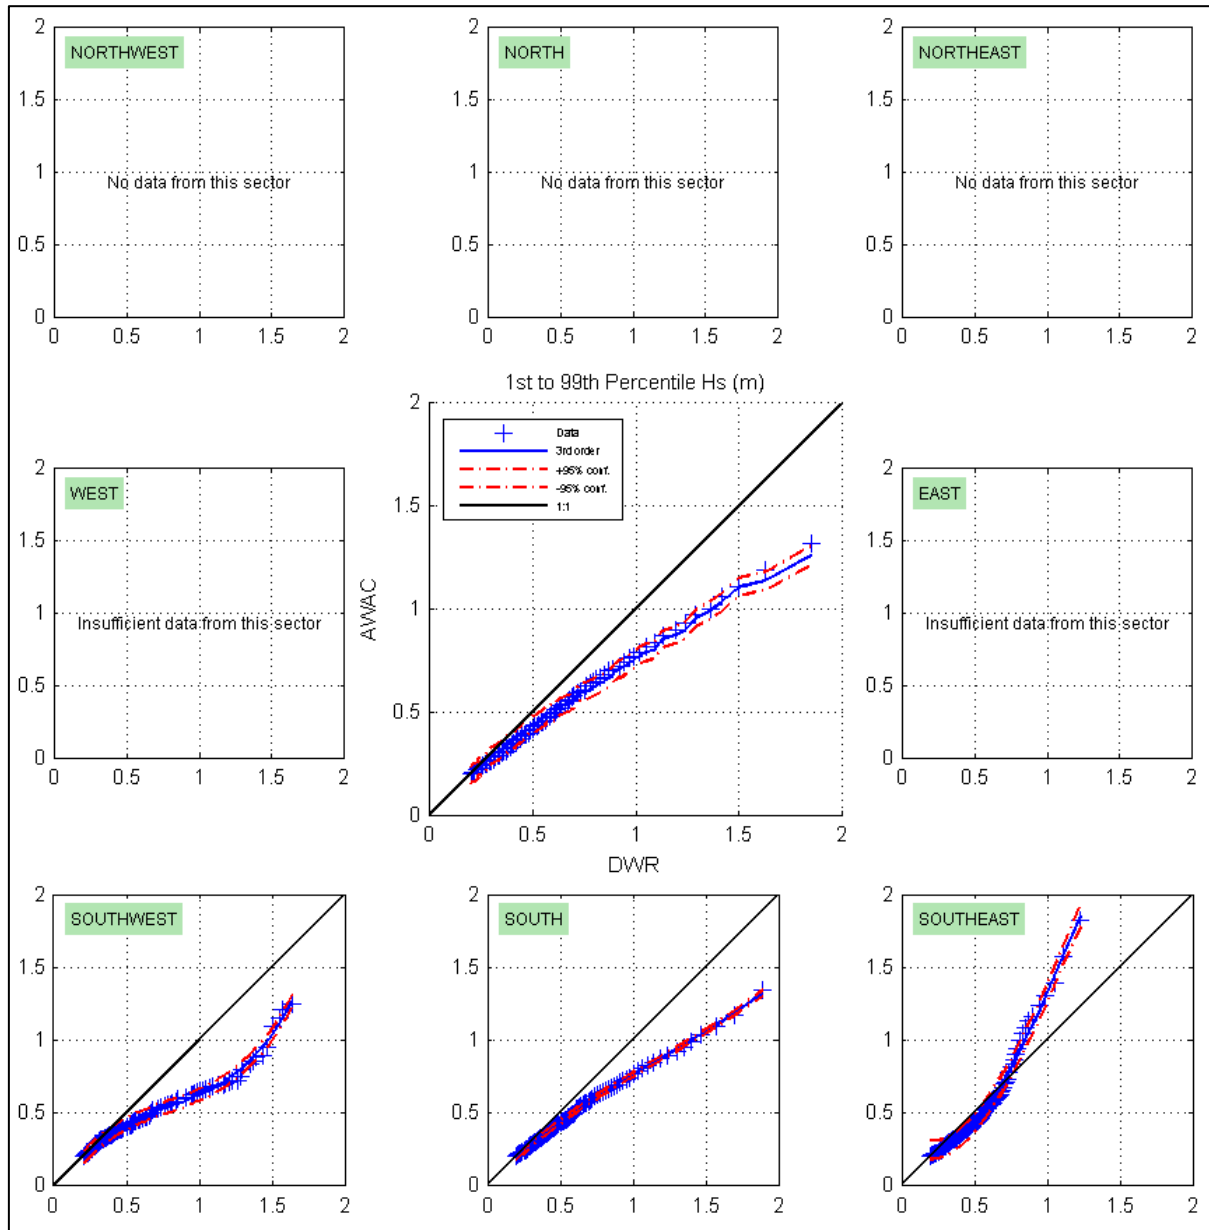 2
1.5
1
0.5
0
NORTHWEST
No data from this sector
0 0.5 1 1.5 2
2
1.5
1
0.5
0
NORTH
No data from this sector
0 0.5 1 1.5 2
2
1.5
1
0.5
0
NORTHEAST
No data from this sector
0 0.5 1 1.5 2
2
1.5
1
0.5
0
WEST
Insufficient data from this sector
0 0.5 1 1.5 2
1st to 99th Percentile Hs (m)
2
1.5
1
0.5
0
AWAC
Data
3rd order
+95% conf.
-95% conf.
1:1
0 0.5 1 1.5 2
DWR
2
1.5
1
0.5
0
EAST
Insufficient data from this sector
0 0.5 1 1.5 2
2
1.5
1
0.5
0
SOUTHWEST
0 0.5 1 1.5 2
2
1.5
1
0.5
0
SOUTH
0 0.5 1 1.5 2
2
1.5
1
0.5
0
SOUTHEAST
0 0.5 1 1.5 2